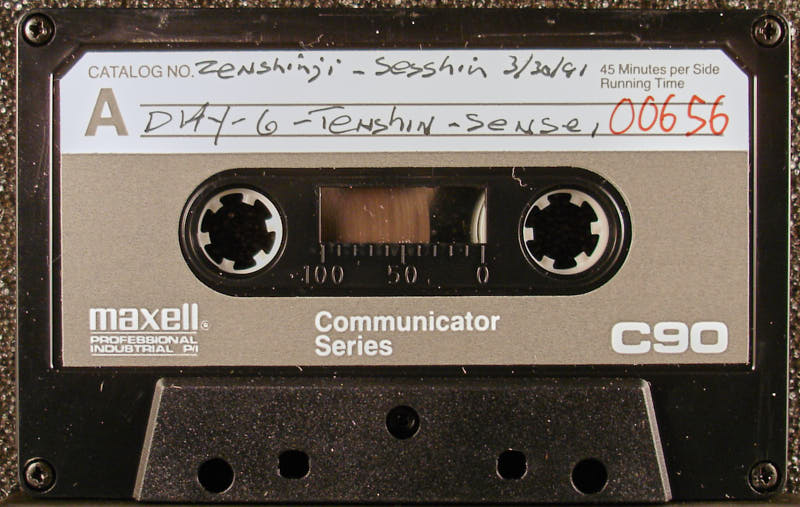 CATALOG NO. Zenshinji - Sesshin 3/30/91 45 Minutes per Side
Running Time
A DAY-6-Tenshin-Sensei 00656
100 50 0
maxell
PROFESSIONAL
INDUSTRIAL P/I
Communicator
Series
C90